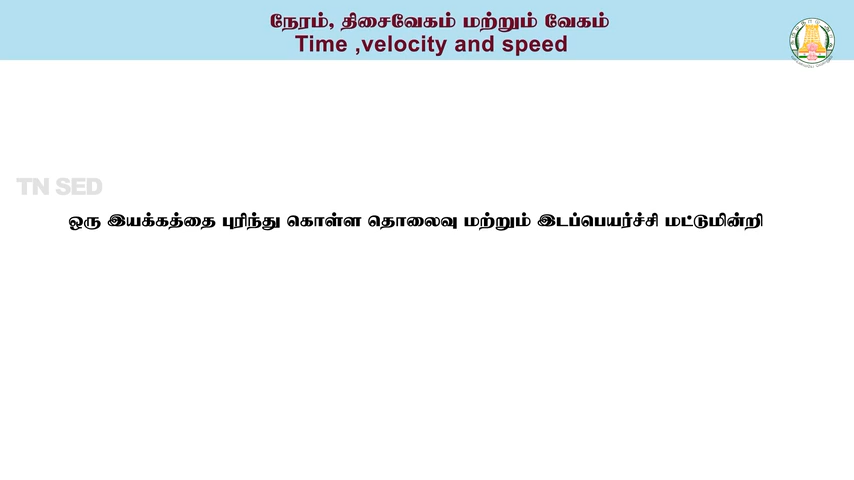 நேரம், திசைவேகம் மற்றும் வேகம்
Time ,velocity and speed
TN SED
ஒரு இயக்கத்தை புரிந்து கொள்ள தொலைவு மற்றும் இடப்பெயர்ச்சி மட்டுமின்றி